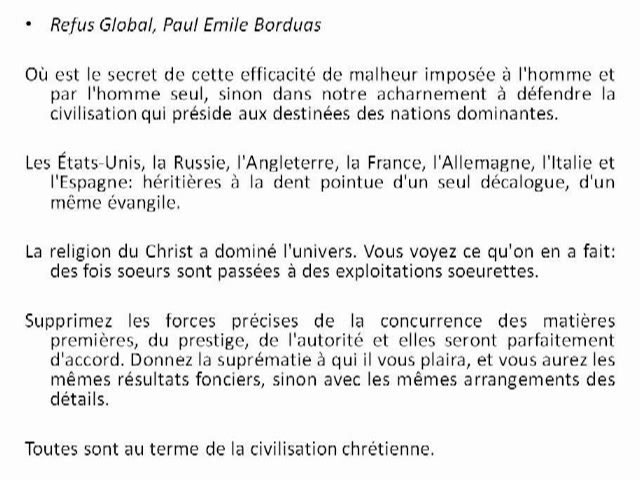 • Refus Global, Paul Emile Borduas
Où est le secret de cette efficacité de malheur imposée à l'homme et
par l'homme seul, sinon dans notre acharnement à défendre la
civilisation qui préside aux destinées des nations dominantes.
Les États-Unis, la Russie, l'Angleterre, la France, l'Allemagne, l'Italie et
l'Espagne: héritières à la dent pointue d'un seul décalogue, d'un
même évangile.
La religion du Christ a dominé l'univers. Vous voyez ce qu'on en a fait:
des fois soeurs sont passées à des exploitations soeurettes.
Supprimez les forces précises de la concurrence des matières
premières, du prestige, de l'autorité et elles seront parfaitement
d'accord. Donnez la suprématie à qui il vous plaira, et vous aurez les
mêmes résultats fonciers, sinon avec les mêmes arrangements des
détails.
Toutes sont au terme de la civilisation chrétienne.